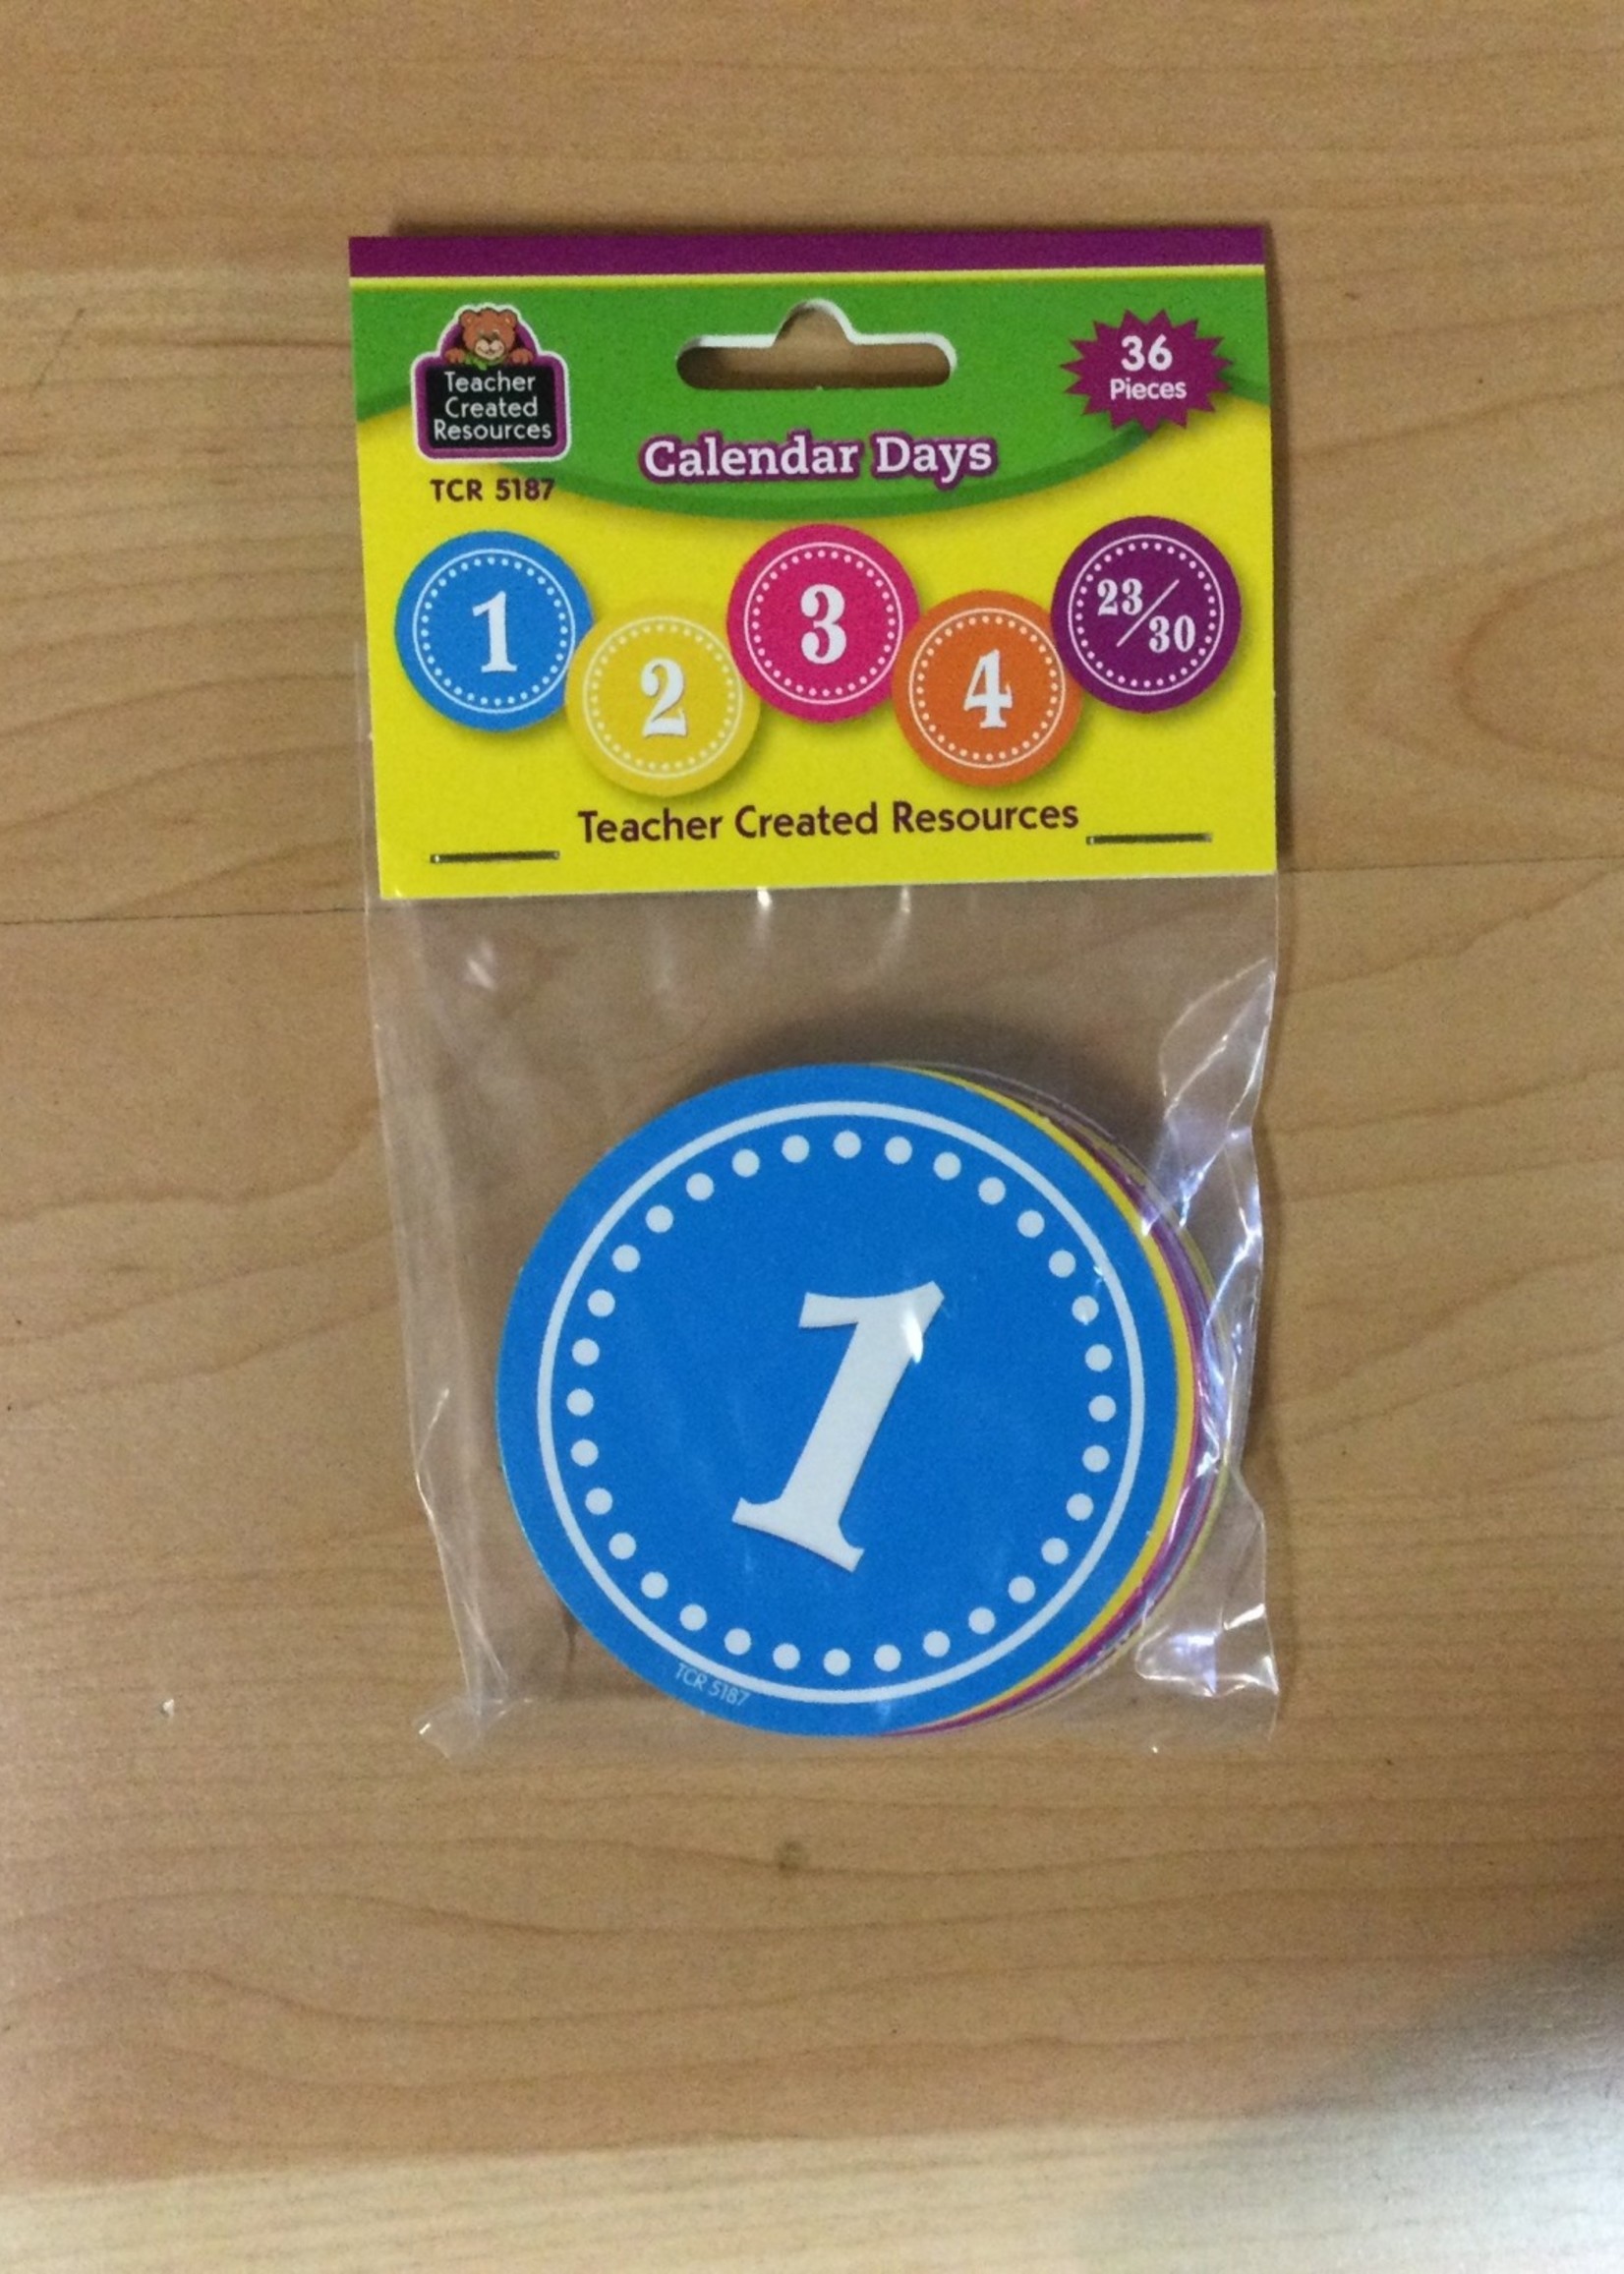 Teacher
Created
Resources
36
Pieces
Calendar Days
TCR 5187
1
2
3
4
23/30
Teacher Created Resources
1
TCR 5187